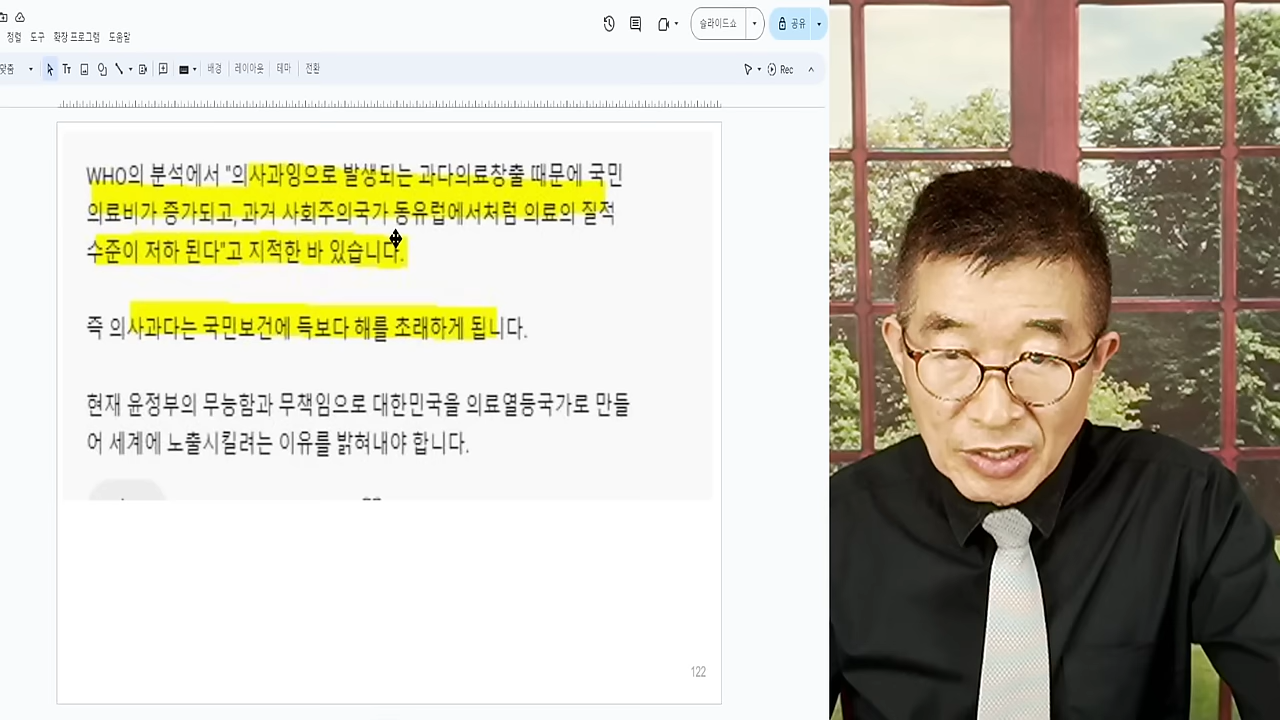 정렬 도구 확장 프로그램 도움말
슬라이드쇼
공유
맞춤
Tт
배경 레이아웃 테마 전환
Rec
WHO의 분석에서 "의사과잉으로 발생되는 과다의료창출 때문에 국민
의료비가 증가되고, 과거 사회주의국가 동유럽에서처럼 의료의 질적
수준이 저하 된다"고 지적한 바 있습니다.
즉 의사과다는 국민보건에 득보다 해를 초래하게 됩니다.
현재 윤정부의 무능함과 무책임으로 대한민국을 의료열등국가로 만들
어 세계에 노출시킬려는 이유를 밝혀내야 합니다.
122